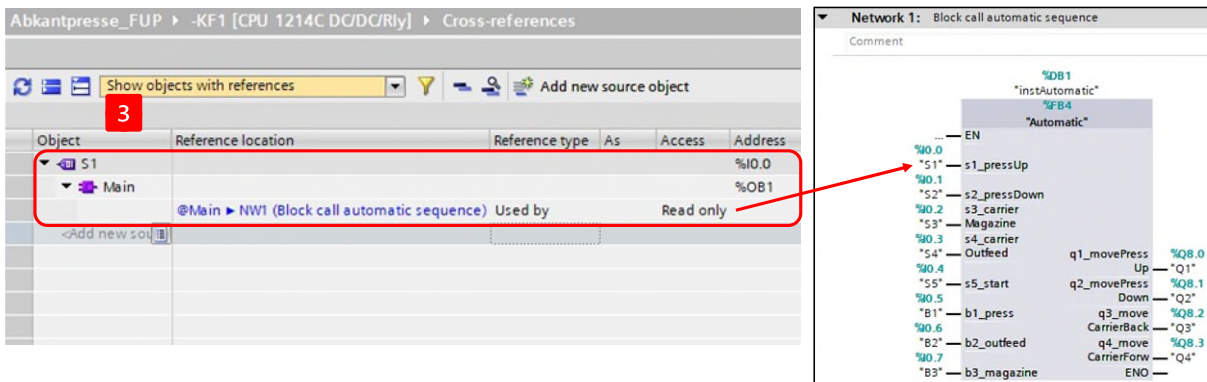 Abkantpresse_FUP ▸ -KF1 [CPU 1214C DC/DC/Rly] ▸ Cross-references
Show objects with references
Add new source object
3
Object Reference location Reference type As Access Address
S1 %I0.0
Main %OB1
@Main ▸ NW1 (Block call automatic sequence) Used by Read only
<Add new sou
Network 1: Block call automatic sequence
Comment
%DB1
"instAutomatic"
%FB4
"Automatic"
... EN
%I0.0
"S1" s1_pressUp
%I0.1
"S2" s2_pressDown
%I0.2 s3_carrier
"S3" Magazine
%I0.3 s4_carrier
"S4" Outfeed q1_movePress %Q8.0
%I0.4 Up "Q1"
"S5" s5_start q2_movePress %Q8.1
%I0.5 Down "Q2"
"B1" b1_press q3_move %Q8.2
%I0.6 CarrierBack "Q3"
"B2" b2_outfeed q4_move %Q8.3
%I0.7 CarrierForw "Q4"
"B3" b3_magazine ENO